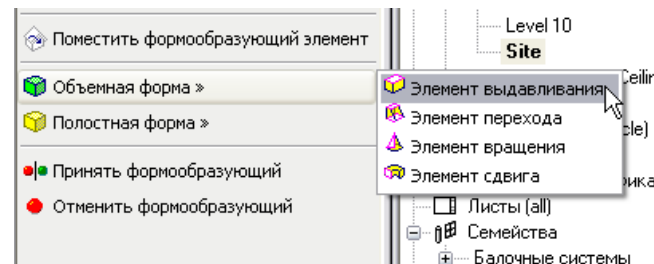 Поместить формообразующий элемент
Объемная форма »
Полостная форма »
Принять формообразующий
Отменить формообразующий
Элемент выдавливания
Элемент перехода
Элемент вращения
Элемент сдвига
Level 10
Site
Листы (all)
Семейства
Балочные системы